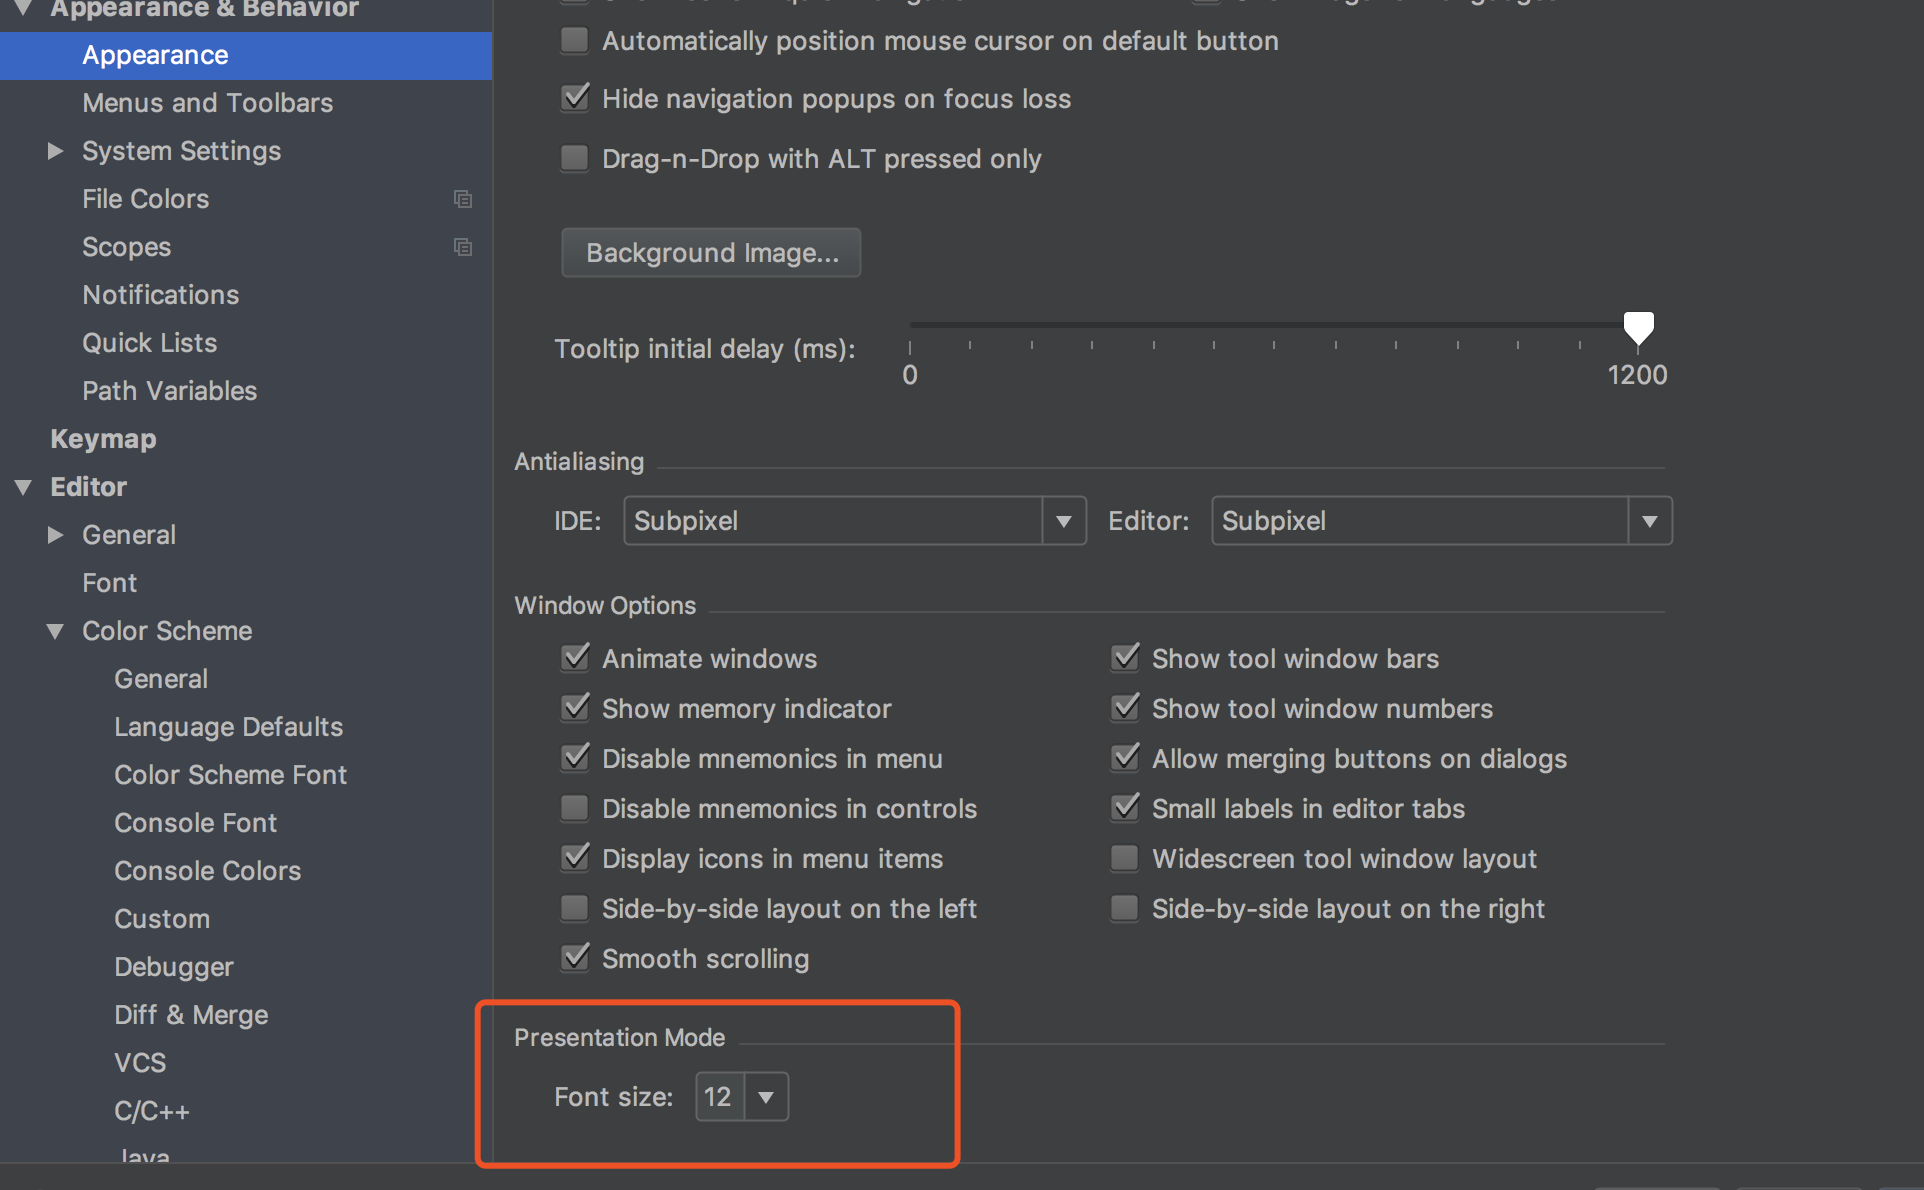 Appearance & Behavior
Appearance
Menus and Toolbars
System Settings
File Colors
Scopes
Notifications
Quick Lists
Path Variables
Keymap
Editor
General
Font
Color Scheme
General
Language Defaults
Color Scheme Font
Console Font
Console Colors
Custom
Debugger
Diff & Merge
VCS
C/C++
Java
Automatically position mouse cursor on default button
Hide navigation popups on focus loss
Drag-n-Drop with ALT pressed only
Background Image...
Tooltip initial delay (ms):
0 1200
Antialiasing
IDE: Subpixel Editor: Subpixel
Window Options
Animate windows Show tool window bars
Show memory indicator Show tool window numbers
Disable mnemonics in menu Allow merging buttons on dialogs
Disable mnemonics in controls Small labels in editor tabs
Display icons in menu items Widescreen tool window layout
Side-by-side layout on the left Side-by-side layout on the right
Smooth scrolling
Presentation Mode
Font size: 12